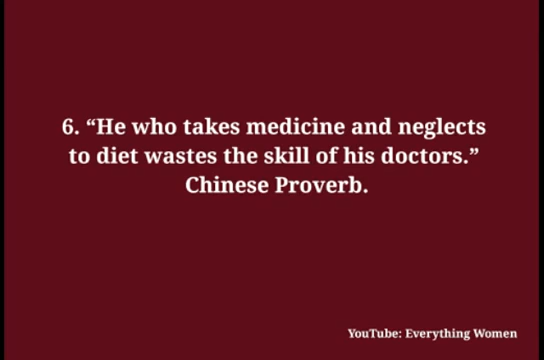 6. “He who takes medicine and neglects
to diet wastes the skill of his doctors.”
Chinese Proverb.
YouTube: Everything Women